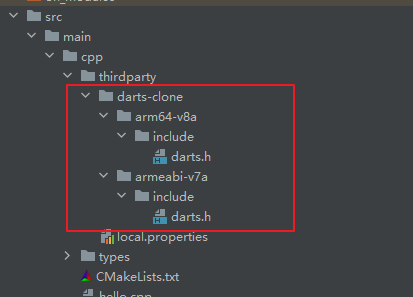 src
main
cpp
thirdparty
darts-clone
arm64-v8a
include
darts.h
armeabi-v7a
include
darts.h
local.properties
types
CMakeLists.txt
hello.cpp